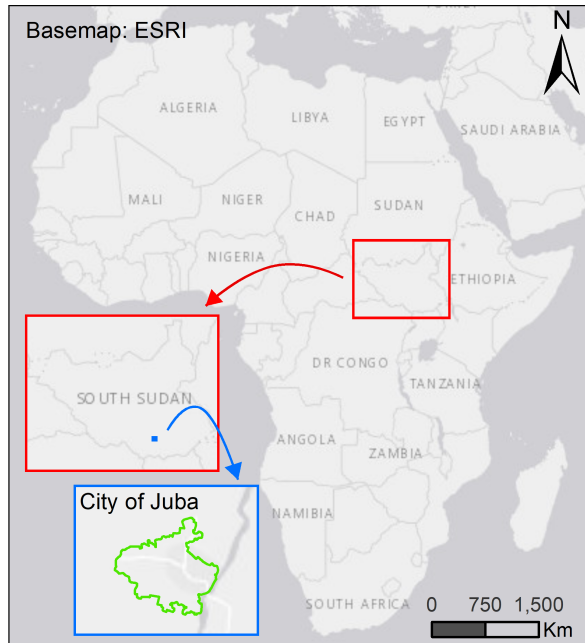 Basemap: ESRI
N
ALGERIA
LIBYA
EGYPT
SAUDI ARABIA
MALI
NIGER
CHAD
SUDAN
NIGERIA
ETHIOPIA
DR CONGO
TANZANIA
SOUTH SUDAN
ANGOLA
ZAMBIA
City of Juba
NAMIBIA
SOUTH AFRICA
0 750 1,500
Km